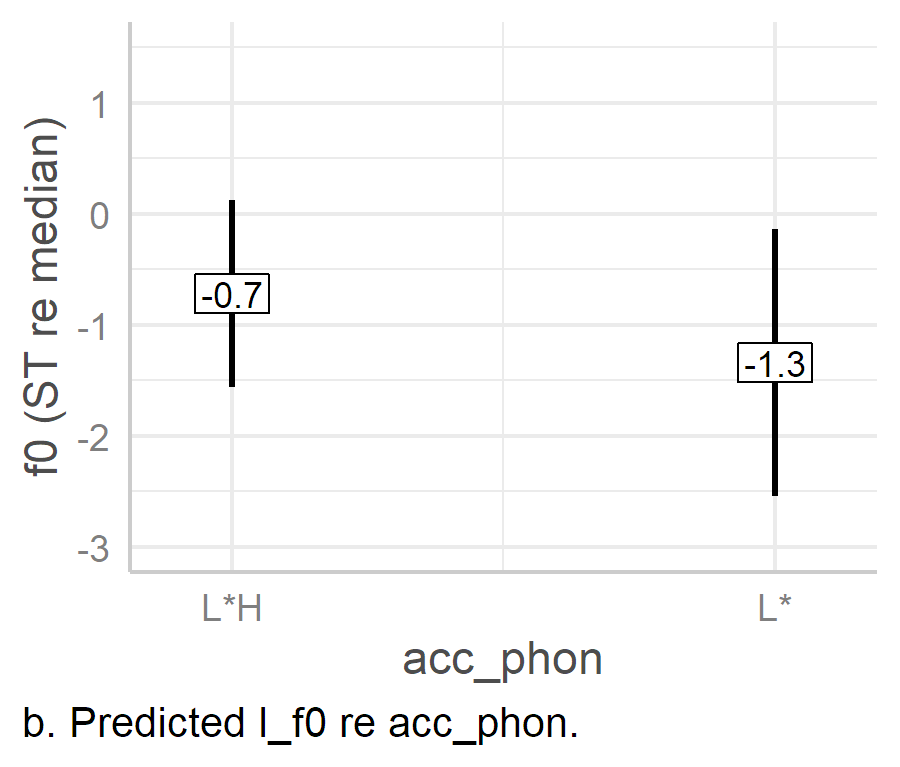 f0 (ST re median)
1
0
-1
-2
-3
-0.7
-1.3
L*H
L*
acc_phon
b. Predicted l_f0 re acc_phon.